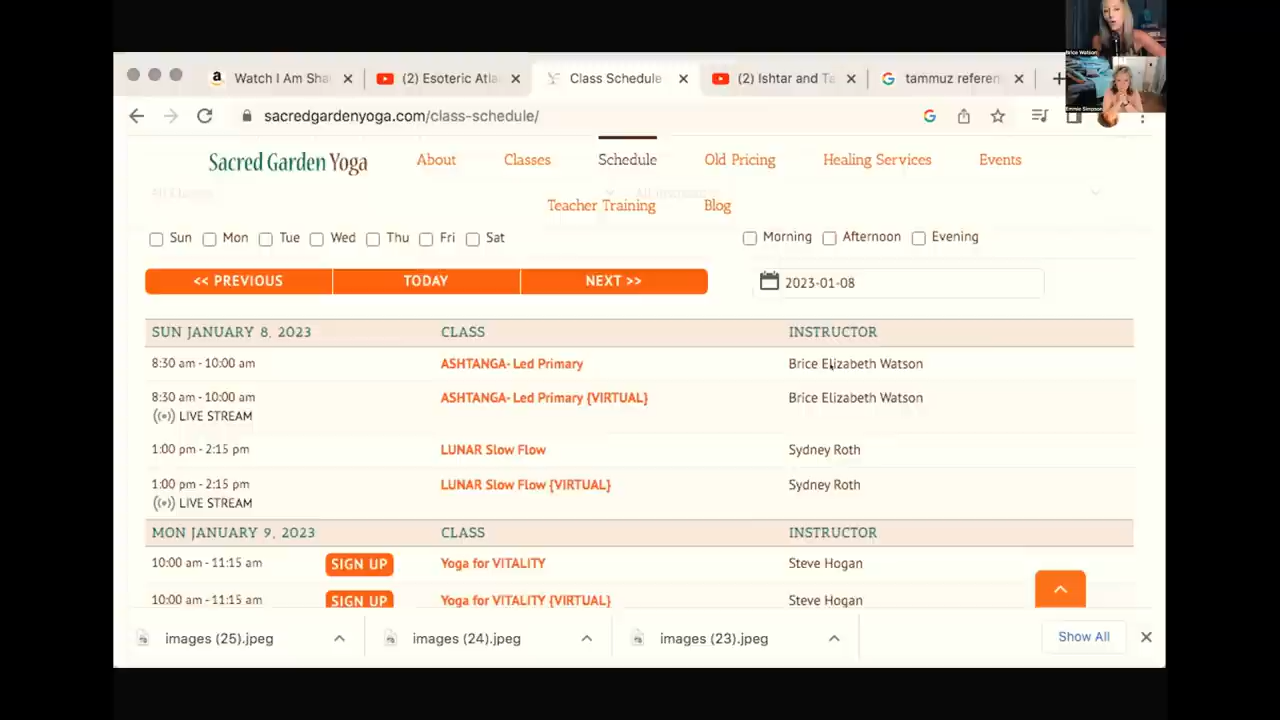 Brice Watson
Emmie Simpson
Watch I Am Sha
(2) Esoteric Atla
Class Schedule
(2) Ishtar and Ta
tammuz referen
sacredgardenyoga.com/class-schedule/
Sacred Garden Yoga
About
Classes
Schedule
Old Pricing
Healing Services
Events
Teacher Training
Blog
Sun Mon Tue Wed Thu Fri Sat
Morning Afternoon Evening
<< PREVIOUS
TODAY
NEXT >>
2023-01-08
SUN JANUARY 8, 2023 CLASS INSTRUCTOR
8:30 am - 10:00 am ASHTANGA- Led Primary Brice Elizabeth Watson
8:30 am - 10:00 am ASHTANGA- Led Primary {VIRTUAL} Brice Elizabeth Watson
LIVE STREAM
1:00 pm - 2:15 pm LUNAR Slow Flow Sydney Roth
1:00 pm - 2:15 pm LUNAR Slow Flow {VIRTUAL} Sydney Roth
LIVE STREAM
MON JANUARY 9, 2023 CLASS INSTRUCTOR
10:00 am - 11:15 am SIGN UP Yoga for VITALITY Steve Hogan
10:00 am - 11:15 am SIGN UP Yoga for VITALITY {VIRTUAL} Steve Hogan
images (25).jpeg
images (24).jpeg
images (23).jpeg
Show All